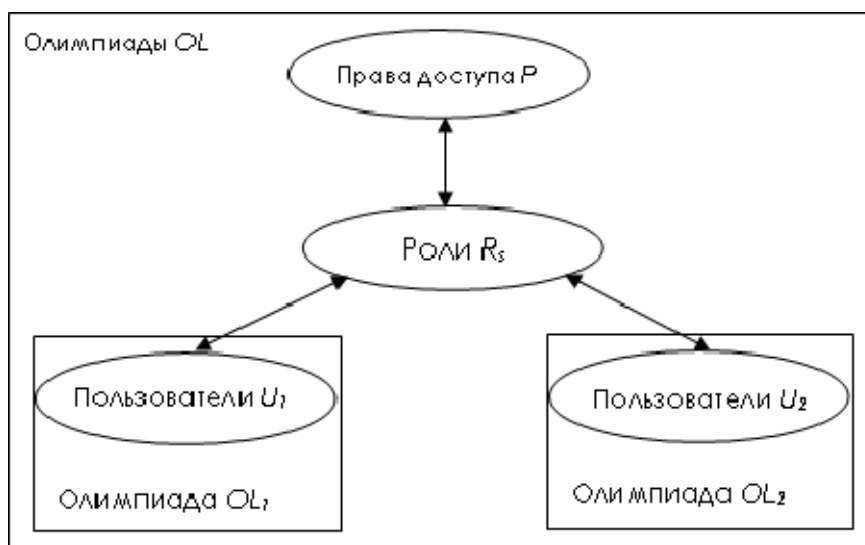 Олимпиады OL
Права доступа P
Роли Rs
Пользователи U1
Пользователи U2
Олимпиада OL1
Олимпиада OL2